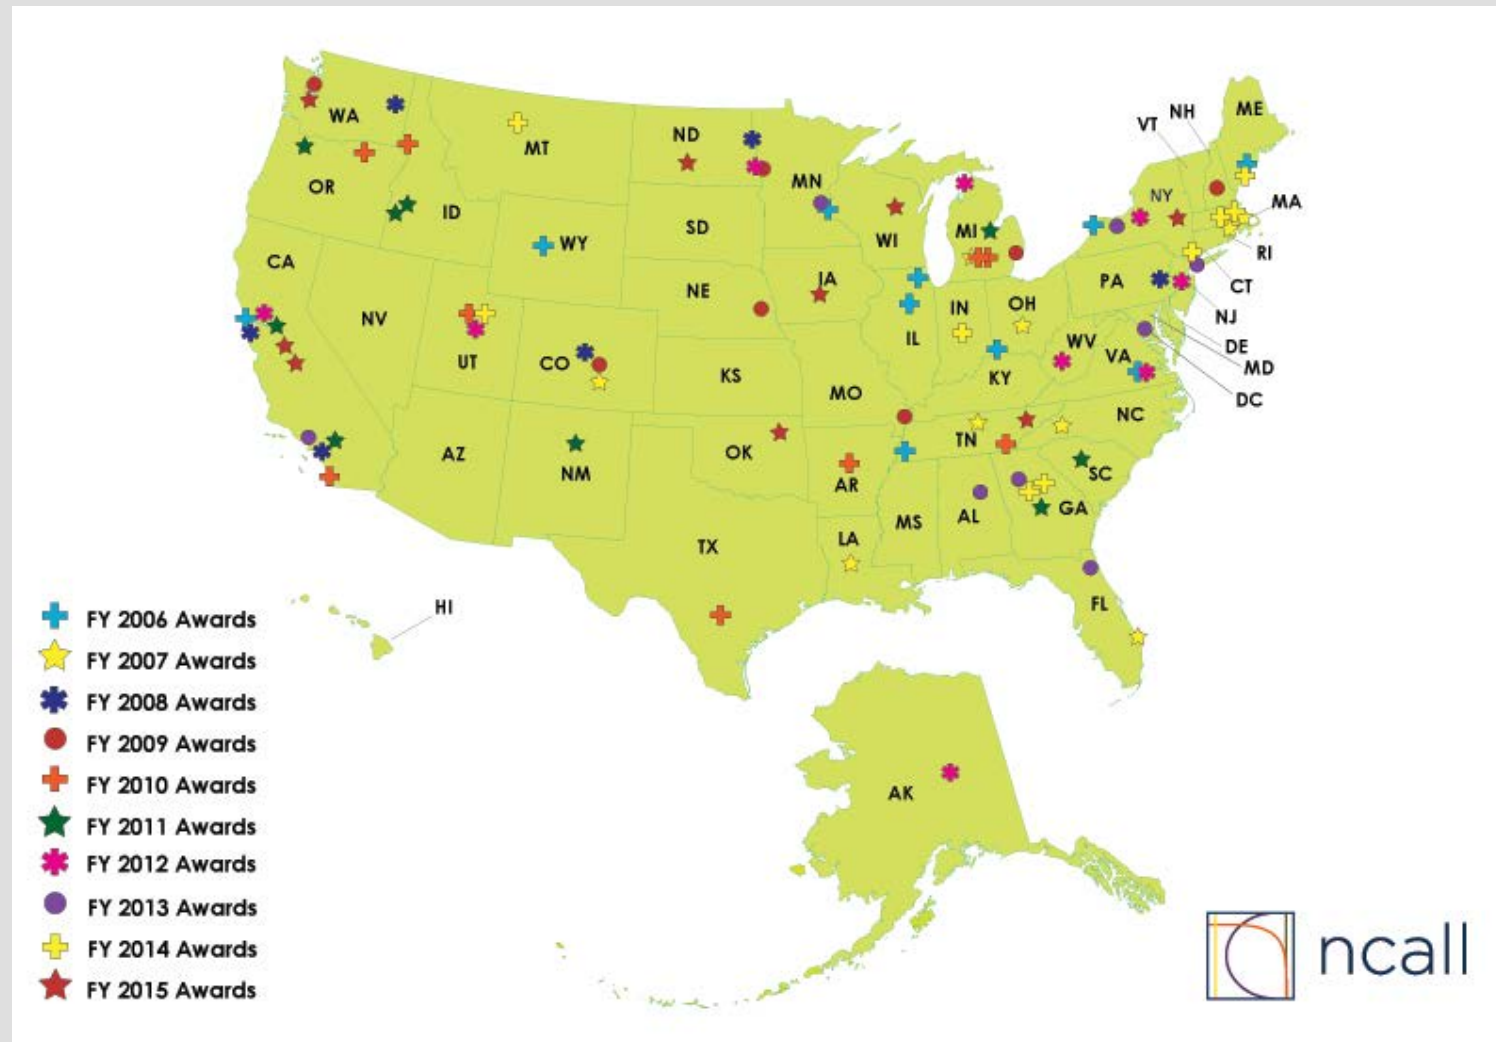 ME
NH
VT
WA
ND
MT
MN
OR
NY
MA
ID
SD
WI
MI
WY
RI
CA
IA
PA
CT
NE
OH
IN
NV
NJ
IL
WV
DE
UT
CO
VA
MD
KS
KY
MO
DC
NC
TN
AZ
OK
NM
AR
SC
MS
AL
GA
LA
TX
HI
FL
FY 2006 Awards
FY 2007 Awards
FY 2008 Awards
FY 2009 Awards
FY 2010 Awards
FY 2011 Awards
FY 2012 Awards
FY 2013 Awards
FY 2014 Awards
FY 2015 Awards
AK
ncall